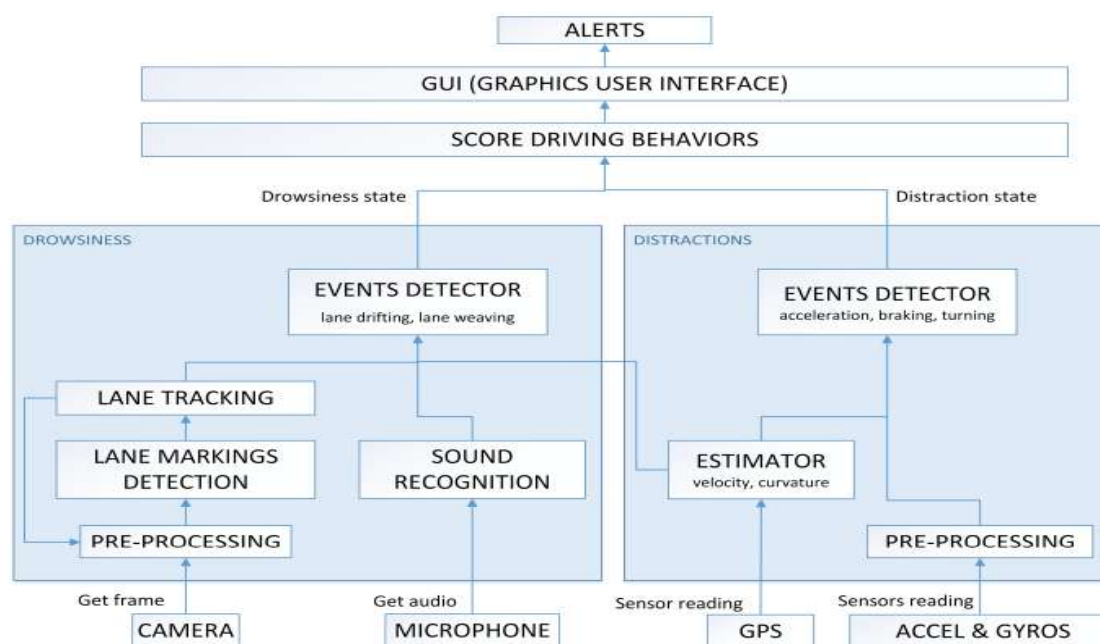 ALERTS
GUI (GRAPHICS USER INTERFACE)
SCORE DRIVING BEHAVIORS
Drowsiness state
Distraction state
DROWSINESS
EVENTS DETECTOR
lane drifting, lane weaving
LANE TRACKING
LANE MARKINGS
DETECTION
SOUND
RECOGNITION
PRE-PROCESSING
DISTRACTIONS
EVENTS DETECTOR
acceleration, braking, turning
ESTIMATOR
velocity, curvature
PRE-PROCESSING
Get frame
Get audio
Sensor reading
Sensors reading
CAMERA
MICROPHONE
GPS
ACCEL & GYROS